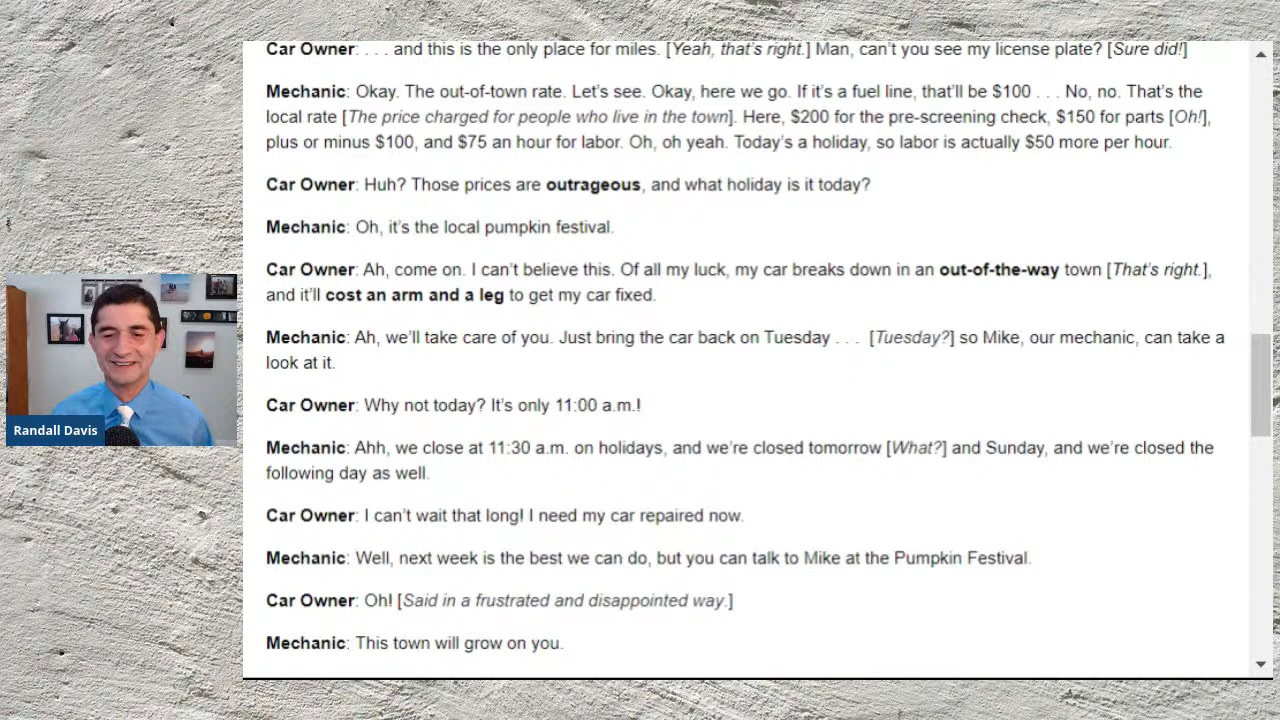 Car Owner: . . . and this is the only place for miles. [Yeah, that's right.] Man, can't you see my license plate? [Sure did!]
Mechanic: Okay. The out-of-town rate. Let's see. Okay, here we go. If it's a fuel line, that'll be $100 . . . No, no. That's the
local rate [The price charged for people who live in the town]. Here, $200 for the pre-screening check, $150 for parts [Oh!],
plus or minus $100, and $75 an hour for labor. Oh, oh yeah. Today's a holiday, so labor is actually $50 more per hour.
Car Owner: Huh? Those prices are outrageous, and what holiday is it today?
Mechanic: Oh, it's the local pumpkin festival.
Car Owner: Ah, come on. I can't believe this. Of all my luck, my car breaks down in an out-of-the-way town [That's right.],
and it'll cost an arm and a leg to get my car fixed.
Mechanic: Ah, we'll take care of you. Just bring the car back on Tuesday . . . [Tuesday?] so Mike, our mechanic, can take a
look at it.
Car Owner: Why not today? It's only 11:00 a.m.!
Mechanic: Ahh, we close at 11:30 a.m. on holidays, and we're closed tomorrow [What?] and Sunday, and we're closed the
following day as well.
Car Owner: I can't wait that long! I need my car repaired now.
Mechanic: Well, next week is the best we can do, but you can talk to Mike at the Pumpkin Festival.
Car Owner: Oh! [Said in a frustrated and disappointed way.]
Mechanic: This town will grow on you.
Randall Davis